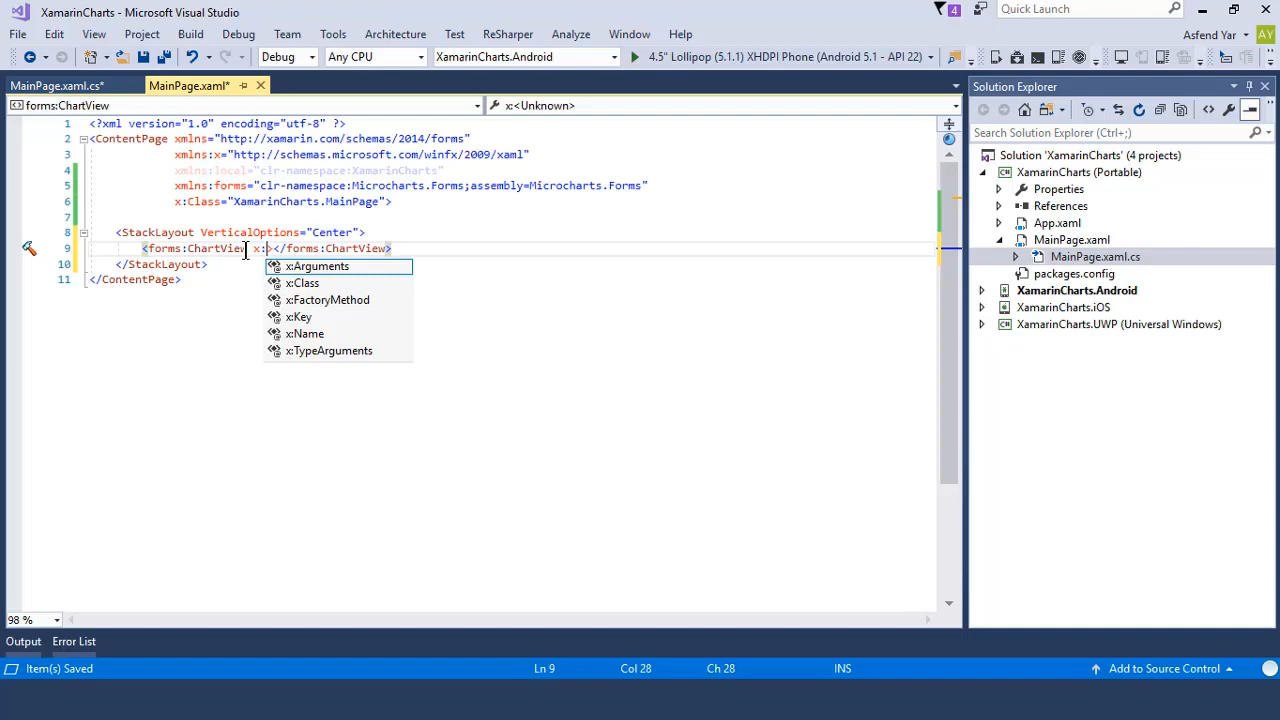 XamarinCharts - Microsoft Visual Studio
4
Quick Launch
File Edit View Project Build Debug Team Tools Architecture Test ReSharper Analyze Window Help
Asfend Yar AY
Debug Any CPU XamarinCharts.Android 4.5" Lollipop (5.1.1) XHDPI Phone (Android 5.1 - API 22)
MainPage.xaml.cs* MainPage.xaml*
Solution Explorer
forms:ChartView x:<Unknown>
Search Solution Explorer (Ctrl+;)
1 <?xml version="1.0" encoding="utf-8" ?>
2 <ContentPage xmlns="http://xamarin.com/schemas/2014/forms"
3 xmlns:x="http://schemas.microsoft.com/winfx/2009/xaml"
4 xmlns:local="clr-namespace:XamarinCharts"
5 xmlns:forms="clr-namespace:Microcharts.Forms;assembly=Microcharts.Forms"
6 x:Class="XamarinCharts.MainPage">
7
8 <StackLayout VerticalOptions="Center">
9 <forms:ChartView x:></forms:ChartView>
10 </StackLayout>
11 </ContentPage>
x:Arguments
x:Class
x:FactoryMethod
x:Key
x:Name
x:TypeArguments
Solution 'XamarinCharts' (4 projects)
XamarinCharts (Portable)
Properties
References
App.xaml
MainPage.xaml
MainPage.xaml.cs
packages.config
XamarinCharts.Android
XamarinCharts.iOS
XamarinCharts.UWP (Universal Windows)
98 %
Output Error List
Item(s) Saved Ln 9 Col 28 Ch 28 INS Add to Source Control